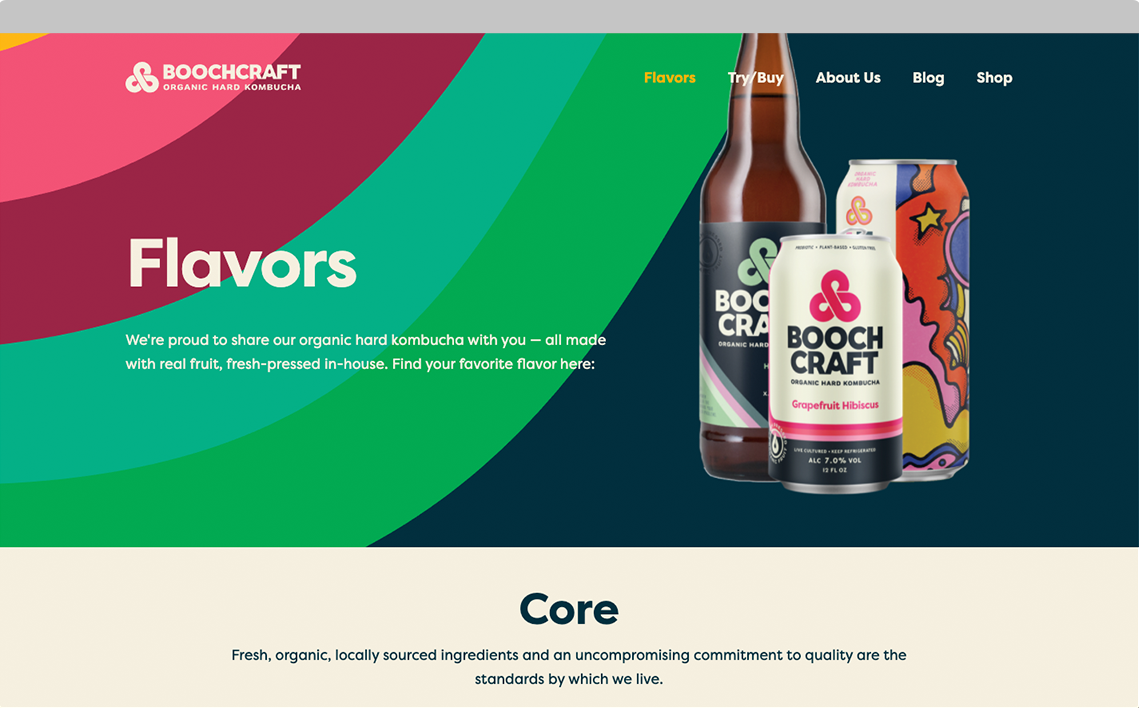 BOOCHCRAFT
ORGANIC HARD KOMBUCHA
Flavors Try/Buy About Us Blog Shop
Flavors
We're proud to share our organic hard kombucha with you — all made
with real fruit, fresh-pressed in-house. Find your favorite flavor here:
BOO
CRA
ORGANIC HARD
ORGANIC
HARD
KOMBUCHA
PROBIOTIC • PLANT-BASED • GLUTEN FREE
BOOCH
CRAFT
ORGANIC HARD KOMBUCHA
Grapefruit Hibiscus
LIVE CULTURED • KEEP REFRIGERATED
ALC 7.0% VOL
12 FL OZ
Core
Fresh, organic, locally sourced ingredients and an uncompromising commitment to quality are the
standards by which we live.